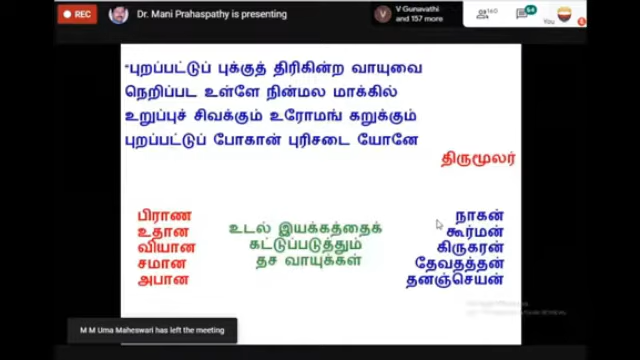 REC
Dr. Mani Prahaspathy is presenting
V Gunavathi
and 157 more
160
54
You
"புறப்பட்டுப் புக்குத் திரிகின்ற வாயுவை
நெறிப்பட உள்ளே நின்மல மாக்கில்
உறுப்புச் சிவக்கும் உரோமங் கறுக்கும்
புறப்பட்டுப் போகான் புரிசடை யோனே
திருமூலர்
பிராண
உதான
வியான
சமான
அபான
உடல் இயக்கத்தைக்
கட்டுப்படுத்தும்
தச வாயுக்கள்
நாகன்
கூர்மன்
கிருகரன்
தேவதத்தன்
தனஞ்செயன்
M M Uma Maheswari has left the meeting